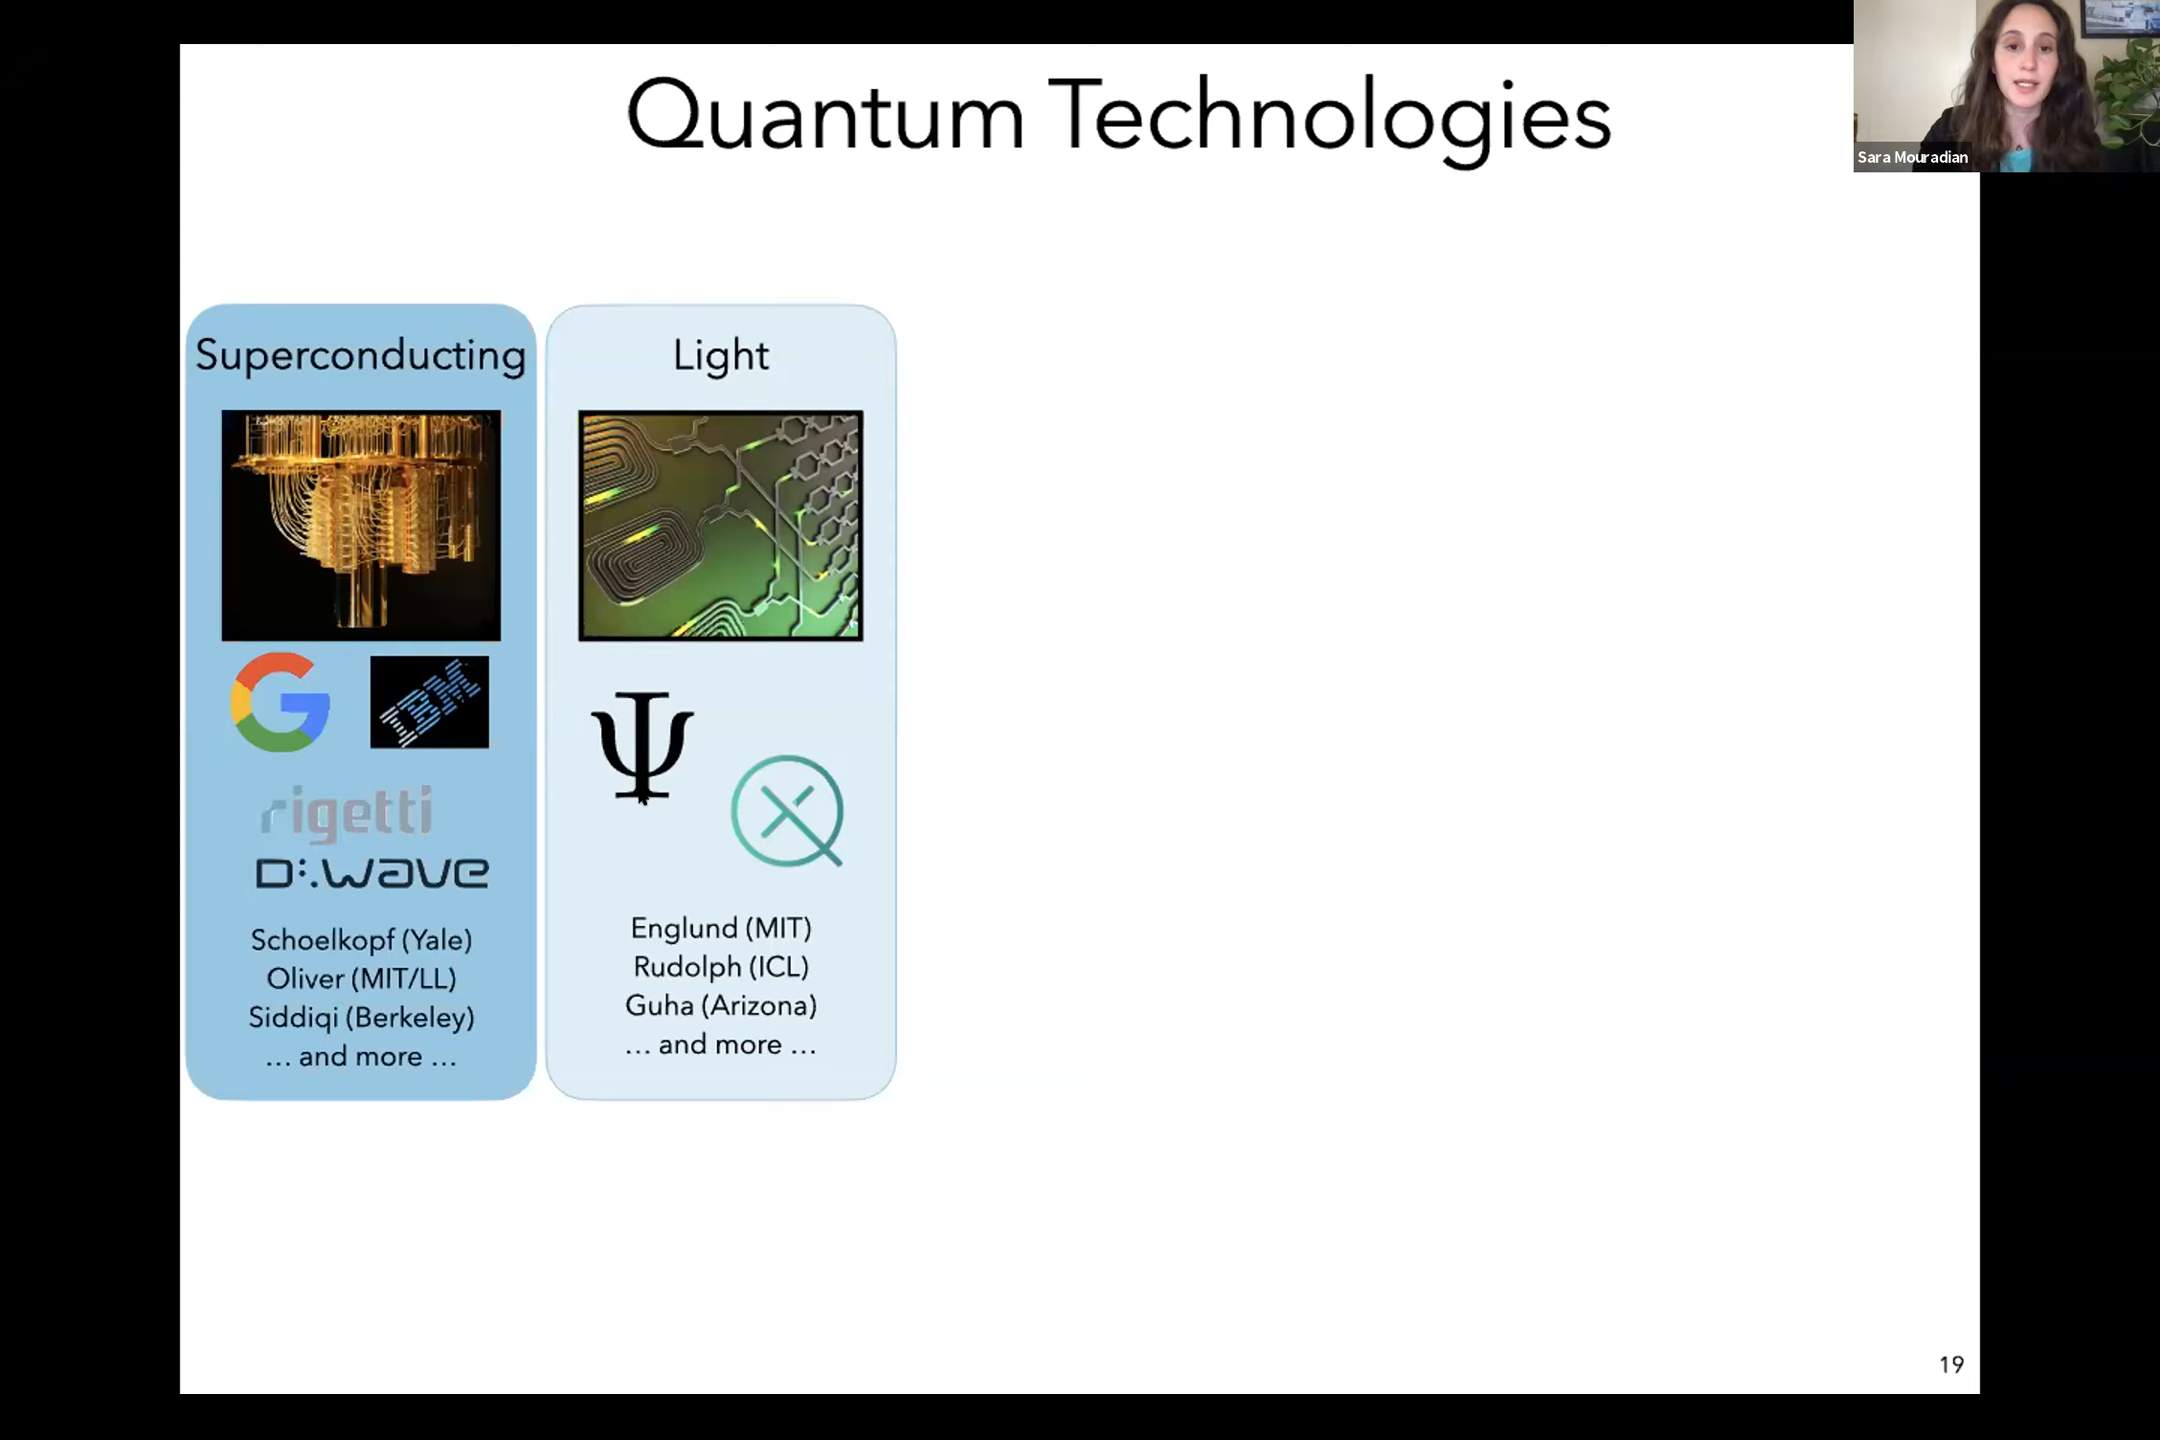 Quantum Technologies
Sara Mouradian
Superconducting
IBM
rigetti
D:.wave
Schoelkopf (Yale)
Oliver (MIT/LL)
Siddiqi (Berkeley)
... and more ...
Light
Ψ
Englund (MIT)
Rudolph (ICL)
Guha (Arizona)
... and more ...
19